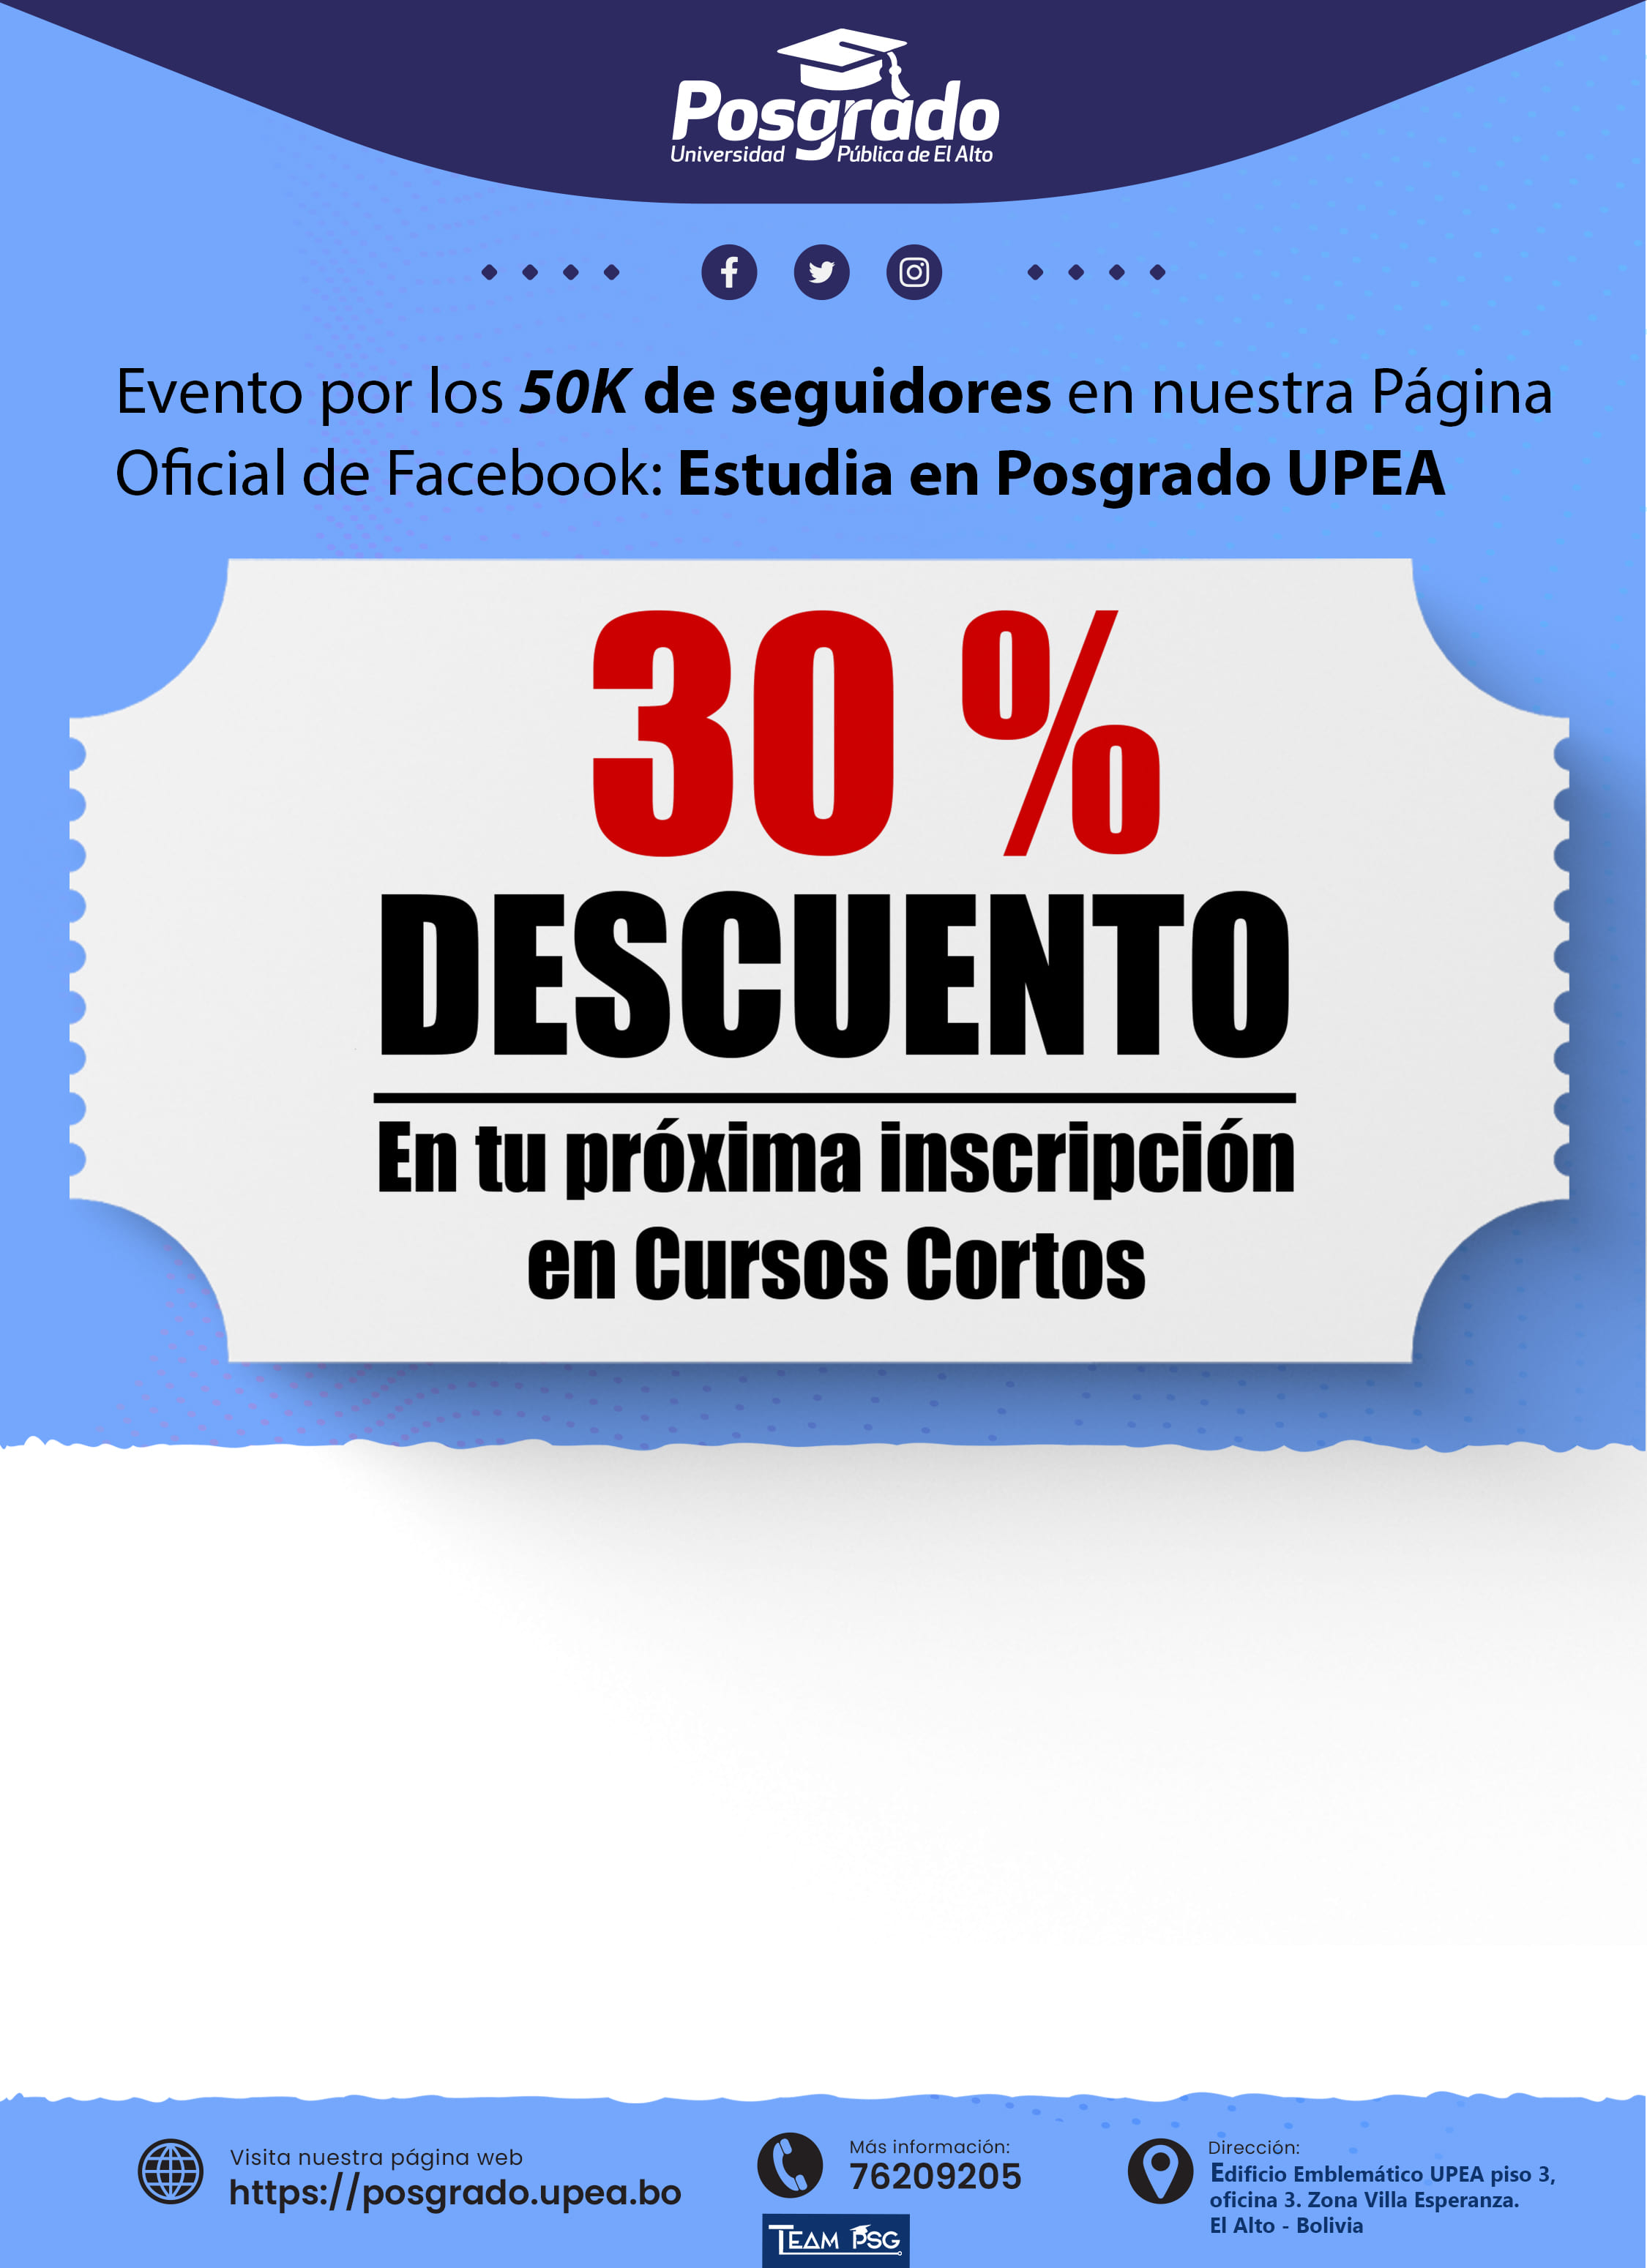 Posgrado
Universidad Pública de El Alto
Evento por los 50K de seguidores en nuestra Página
Oficial de Facebook: Estudia en Posgrado UPEA
30 %
DESCUENTO
En tu próxima inscripción
en Cursos Cortos
Visita nuestra página web
https://posgrado.upea.bo
Más información:
76209205
TEAM PSG
Dirección:
Edificio Emblemático UPEA piso 3,
oficina 3. Zona Villa Esperanza.
El Alto - Bolivia